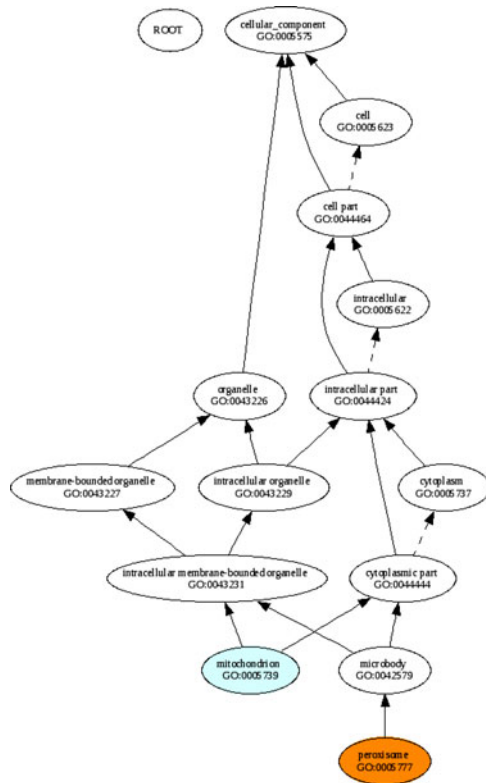 ROOT
cellular_component
GO:0005575
cell
GO:0005623
cell part
GO:0044464
intracellular
GO:0005622
organelle
GO:0043226
intracellular part
GO:0044424
membrane-bounded organelle
GO:0043227
intracellular organelle
GO:0043229
cytoplasm
GO:0005737
intracellular membrane-bounded organelle
GO:0043231
cytoplasmic part
GO:0044444
mitochondrion
GO:0005739
microbody
GO:0042579
peroxisome
GO:0005777